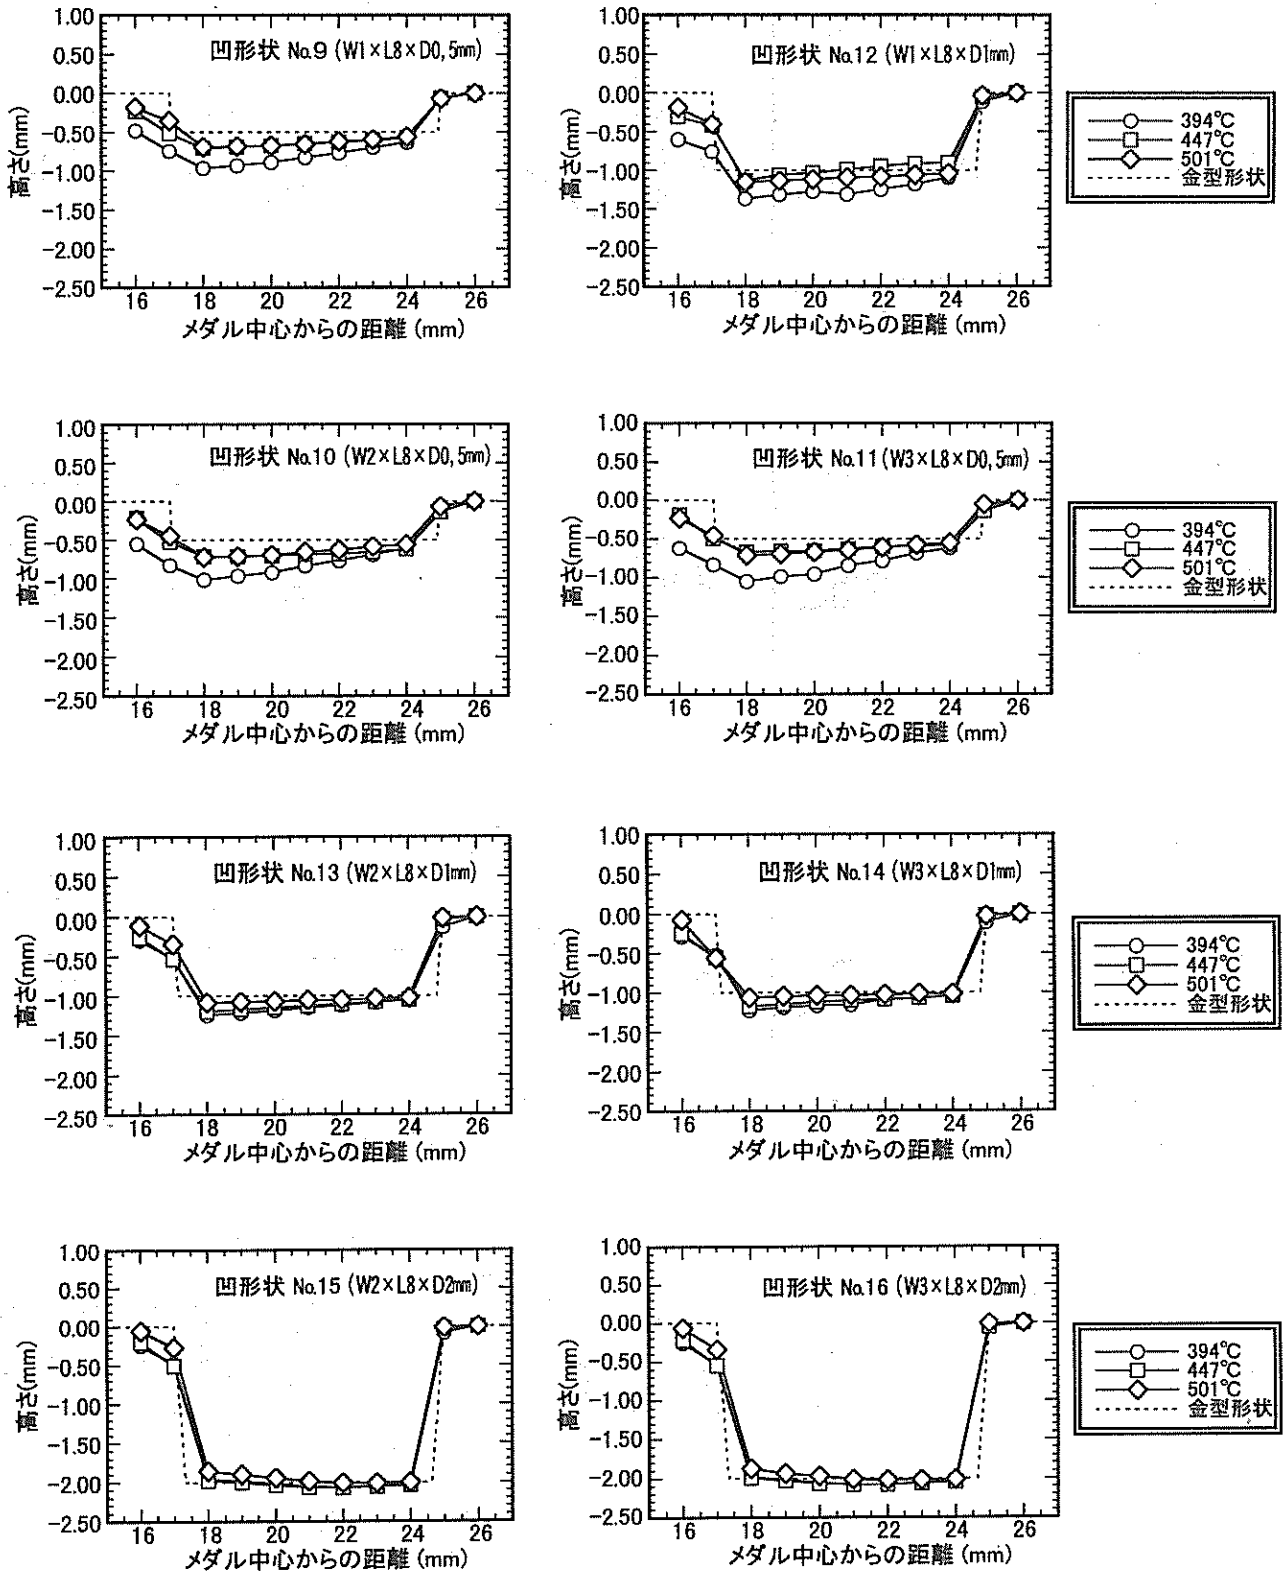 凹形状 No.9 (W1×L8×D0,5mm)
高さ(mm)
1.00
0.50
0.00
-0.50
-1.00
-1.50
-2.00
-2.50
16 18 20 22 24 26
メダル中心からの距離 (mm)
凹形状 No.12 (W1×L8×D1mm)
高さ(mm)
1.00
0.50
0.00
-0.50
-1.00
-1.50
-2.00
-2.50
16 18 20 22 24 26
メダル中心からの距離 (mm)
394℃
447℃
501℃
金型形状
凹形状 No.10 (W2×L8×D0,5mm)
高さ(mm)
1.00
0.50
0.00
-0.50
-1.00
-1.50
-2.00
-2.50
16 18 20 22 24 26
メダル中心からの距離 (mm)
凹形状 No.11 (W3×L8×D0,5mm)
高さ(mm)
1.00
0.50
0.00
-0.50
-1.00
-1.50
-2.00
-2.50
16 18 20 22 24 26
メダル中心からの距離 (mm)
394℃
447℃
501℃
金型形状
凹形状 No.13 (W2×L8×D1mm)
高さ(mm)
1.00
0.50
0.00
-0.50
-1.00
-1.50
-2.00
-2.50
16 18 20 22 24 26
メダル中心からの距離 (mm)
凹形状 No.14 (W3×L8×D1mm)
高さ(mm)
1.00
0.50
0.00
-0.50
-1.00
-1.50
-2.00
-2.50
16 18 20 22 24 26
メダル中心からの距離 (mm)
394℃
447℃
501℃
金型形状
凹形状 No.15 (W2×L8×D2mm)
高さ(mm)
1.00
0.50
0.00
-0.50
-1.00
-1.50
-2.00
-2.50
16 18 20 22 24 26
メダル中心からの距離 (mm)
凹形状 No.16 (W3×L8×D2mm)
高さ(mm)
1.00
0.50
0.00
-0.50
-1.00
-1.50
-2.00
-2.50
16 18 20 22 24 26
メダル中心からの距離 (mm)
394℃
447℃
501℃
金型形状